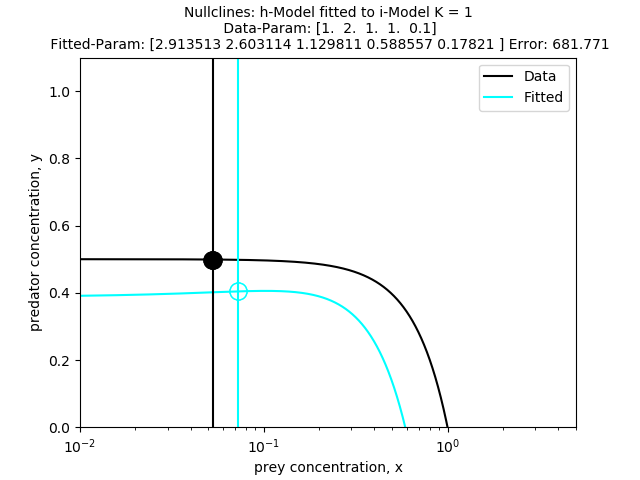 Nullclines: h-Model fitted to i-Model K = 1
Data-Param: [1. 2. 1. 1. 0.1]
Fitted-Param: [2.913513 2.603114 1.129811 0.588557 0.17821 ] Error: 681.771
Data
Fitted
1.0
0.8
0.6
0.4
0.2
0.0
predator concentration, y
10⁻²
10⁻¹
10⁰
prey concentration, x